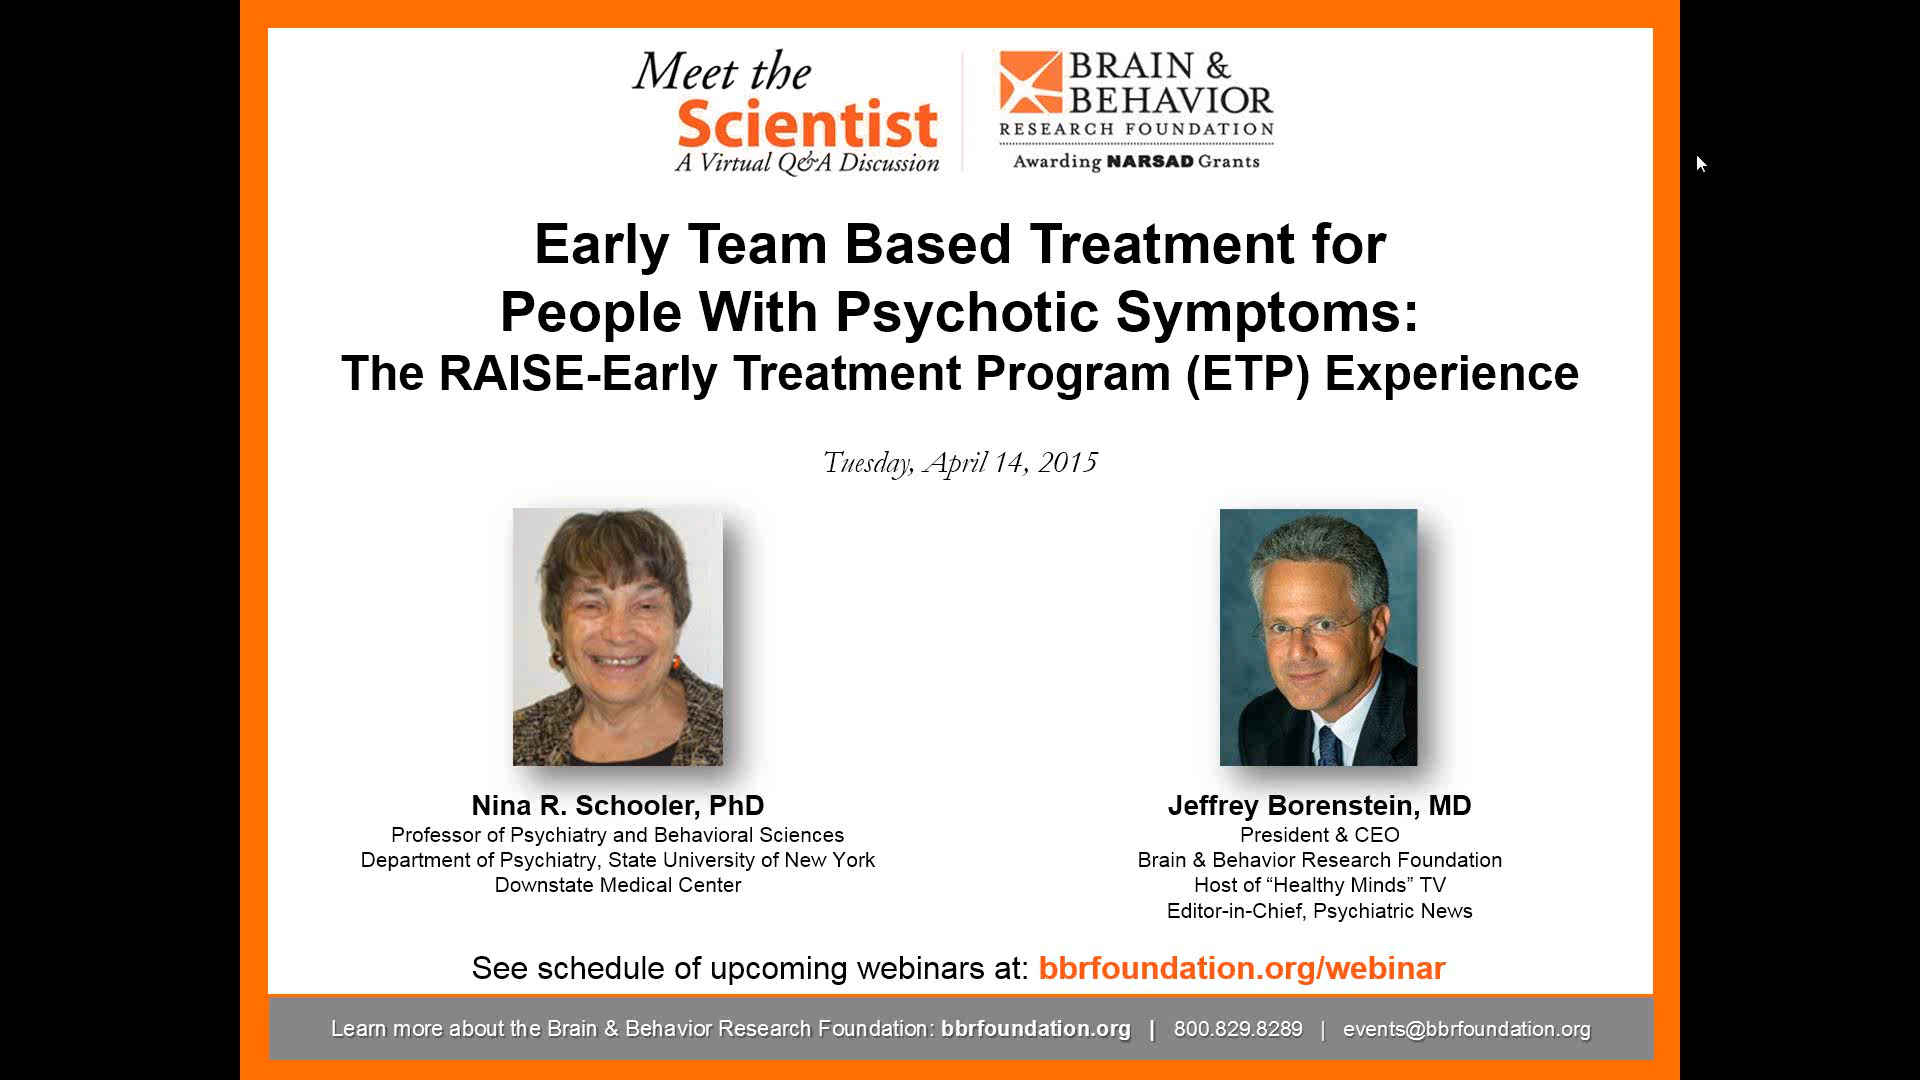 Meet the
Scientist
A Virtual Q&A Discussion
BRAIN &
BEHAVIOR
RESEARCH FOUNDATION
Awarding NARSAD Grants
Early Team Based Treatment for
People With Psychotic Symptoms:
The RAISE-Early Treatment Program (ETP) Experience
Tuesday, April 14, 2015
Nina R. Schooler, PhD
Professor of Psychiatry and Behavioral Sciences
Department of Psychiatry, State University of New York
Downstate Medical Center
Jeffrey Borenstein, MD
President & CEO
Brain & Behavior Research Foundation
Host of “Healthy Minds” TV
Editor-in-Chief, Psychiatric News
See schedule of upcoming webinars at: bbrfoundation.org/webinar
Learn more about the Brain & Behavior Research Foundation: bbrfoundation.org | 800.829.8289 | events@bbrfoundation.org